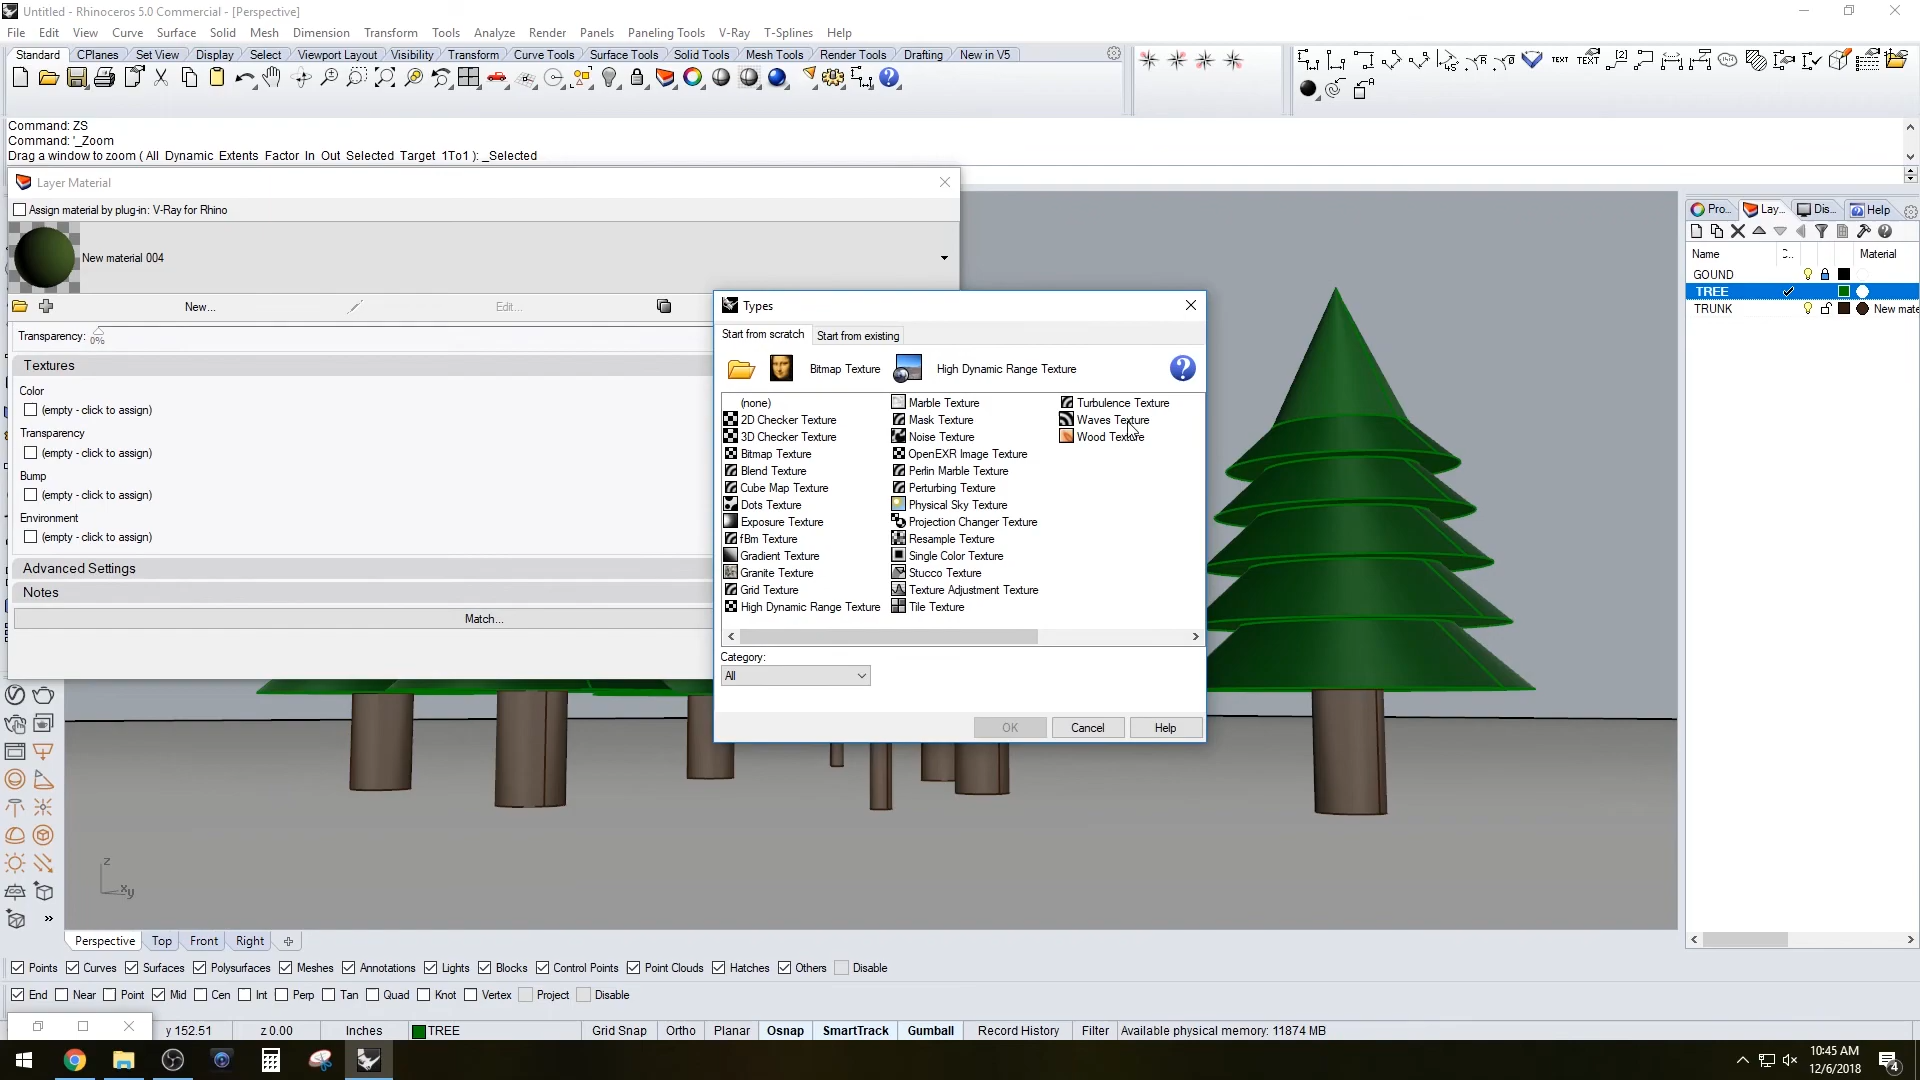 Untitled - Rhinoceros 5.0 Commercial - [Perspective]
File Edit View Curve Surface Solid Mesh Dimension Transform Tools Analyze Render Panels Paneling Tools V-Ray T-Splines Help
Standard CPlanes Set View Display Select Viewport Layout Visibility Transform Curve Tools Surface Tools Solid Tools Mesh Tools Render Tools Drafting New in V5
TEXT TEXT
Command: ZS
Command: '_Zoom
Drag a window to zoom ( All Dynamic Extents Factor In Out Selected Target 1To1 ): _Selected
Layer Material
Assign material by plug-in: V-Ray for Rhino
New material 004
New... Edit...
Transparency: 0%
Textures
Color
(empty - click to assign)
Transparency
(empty - click to assign)
Bump
(empty - click to assign)
Environment
(empty - click to assign)
Advanced Settings
Notes
Match...
Types
Start from scratch Start from existing
Bitmap Texture High Dynamic Range Texture
(none) Marble Texture Turbulence Texture
2D Checker Texture Mask Texture Waves Texture
3D Checker Texture Noise Texture Wood Texture
Bitmap Texture OpenEXR Image Texture
Blend Texture Perlin Marble Texture
Cube Map Texture Perturbing Texture
Dots Texture Physical Sky Texture
Exposure Texture Projection Changer Texture
fBm Texture Resample Texture
Gradient Texture Single Color Texture
Granite Texture Stucco Texture
Grid Texture Texture Adjustment Texture
High Dynamic Range Texture Tile Texture
Category:
All
OK Cancel Help
Pro... Lay... Dis... Help
Name Material
GOUND
TREE
TRUNK New mate
z
x y
Perspective Top Front Right
Points Curves Surfaces Polysurfaces Meshes Annotations Lights Blocks Control Points Point Clouds Hatches Others Disable
End Near Point Mid Cen Int Perp Tan Quad Knot Vertex Project Disable
y 152.51 z 0.00 Inches TREE Grid Snap Ortho Planar Osnap SmartTrack Gumball Record History Filter Available physical memory: 11874 MB
10:45 AM
12/6/2018
4